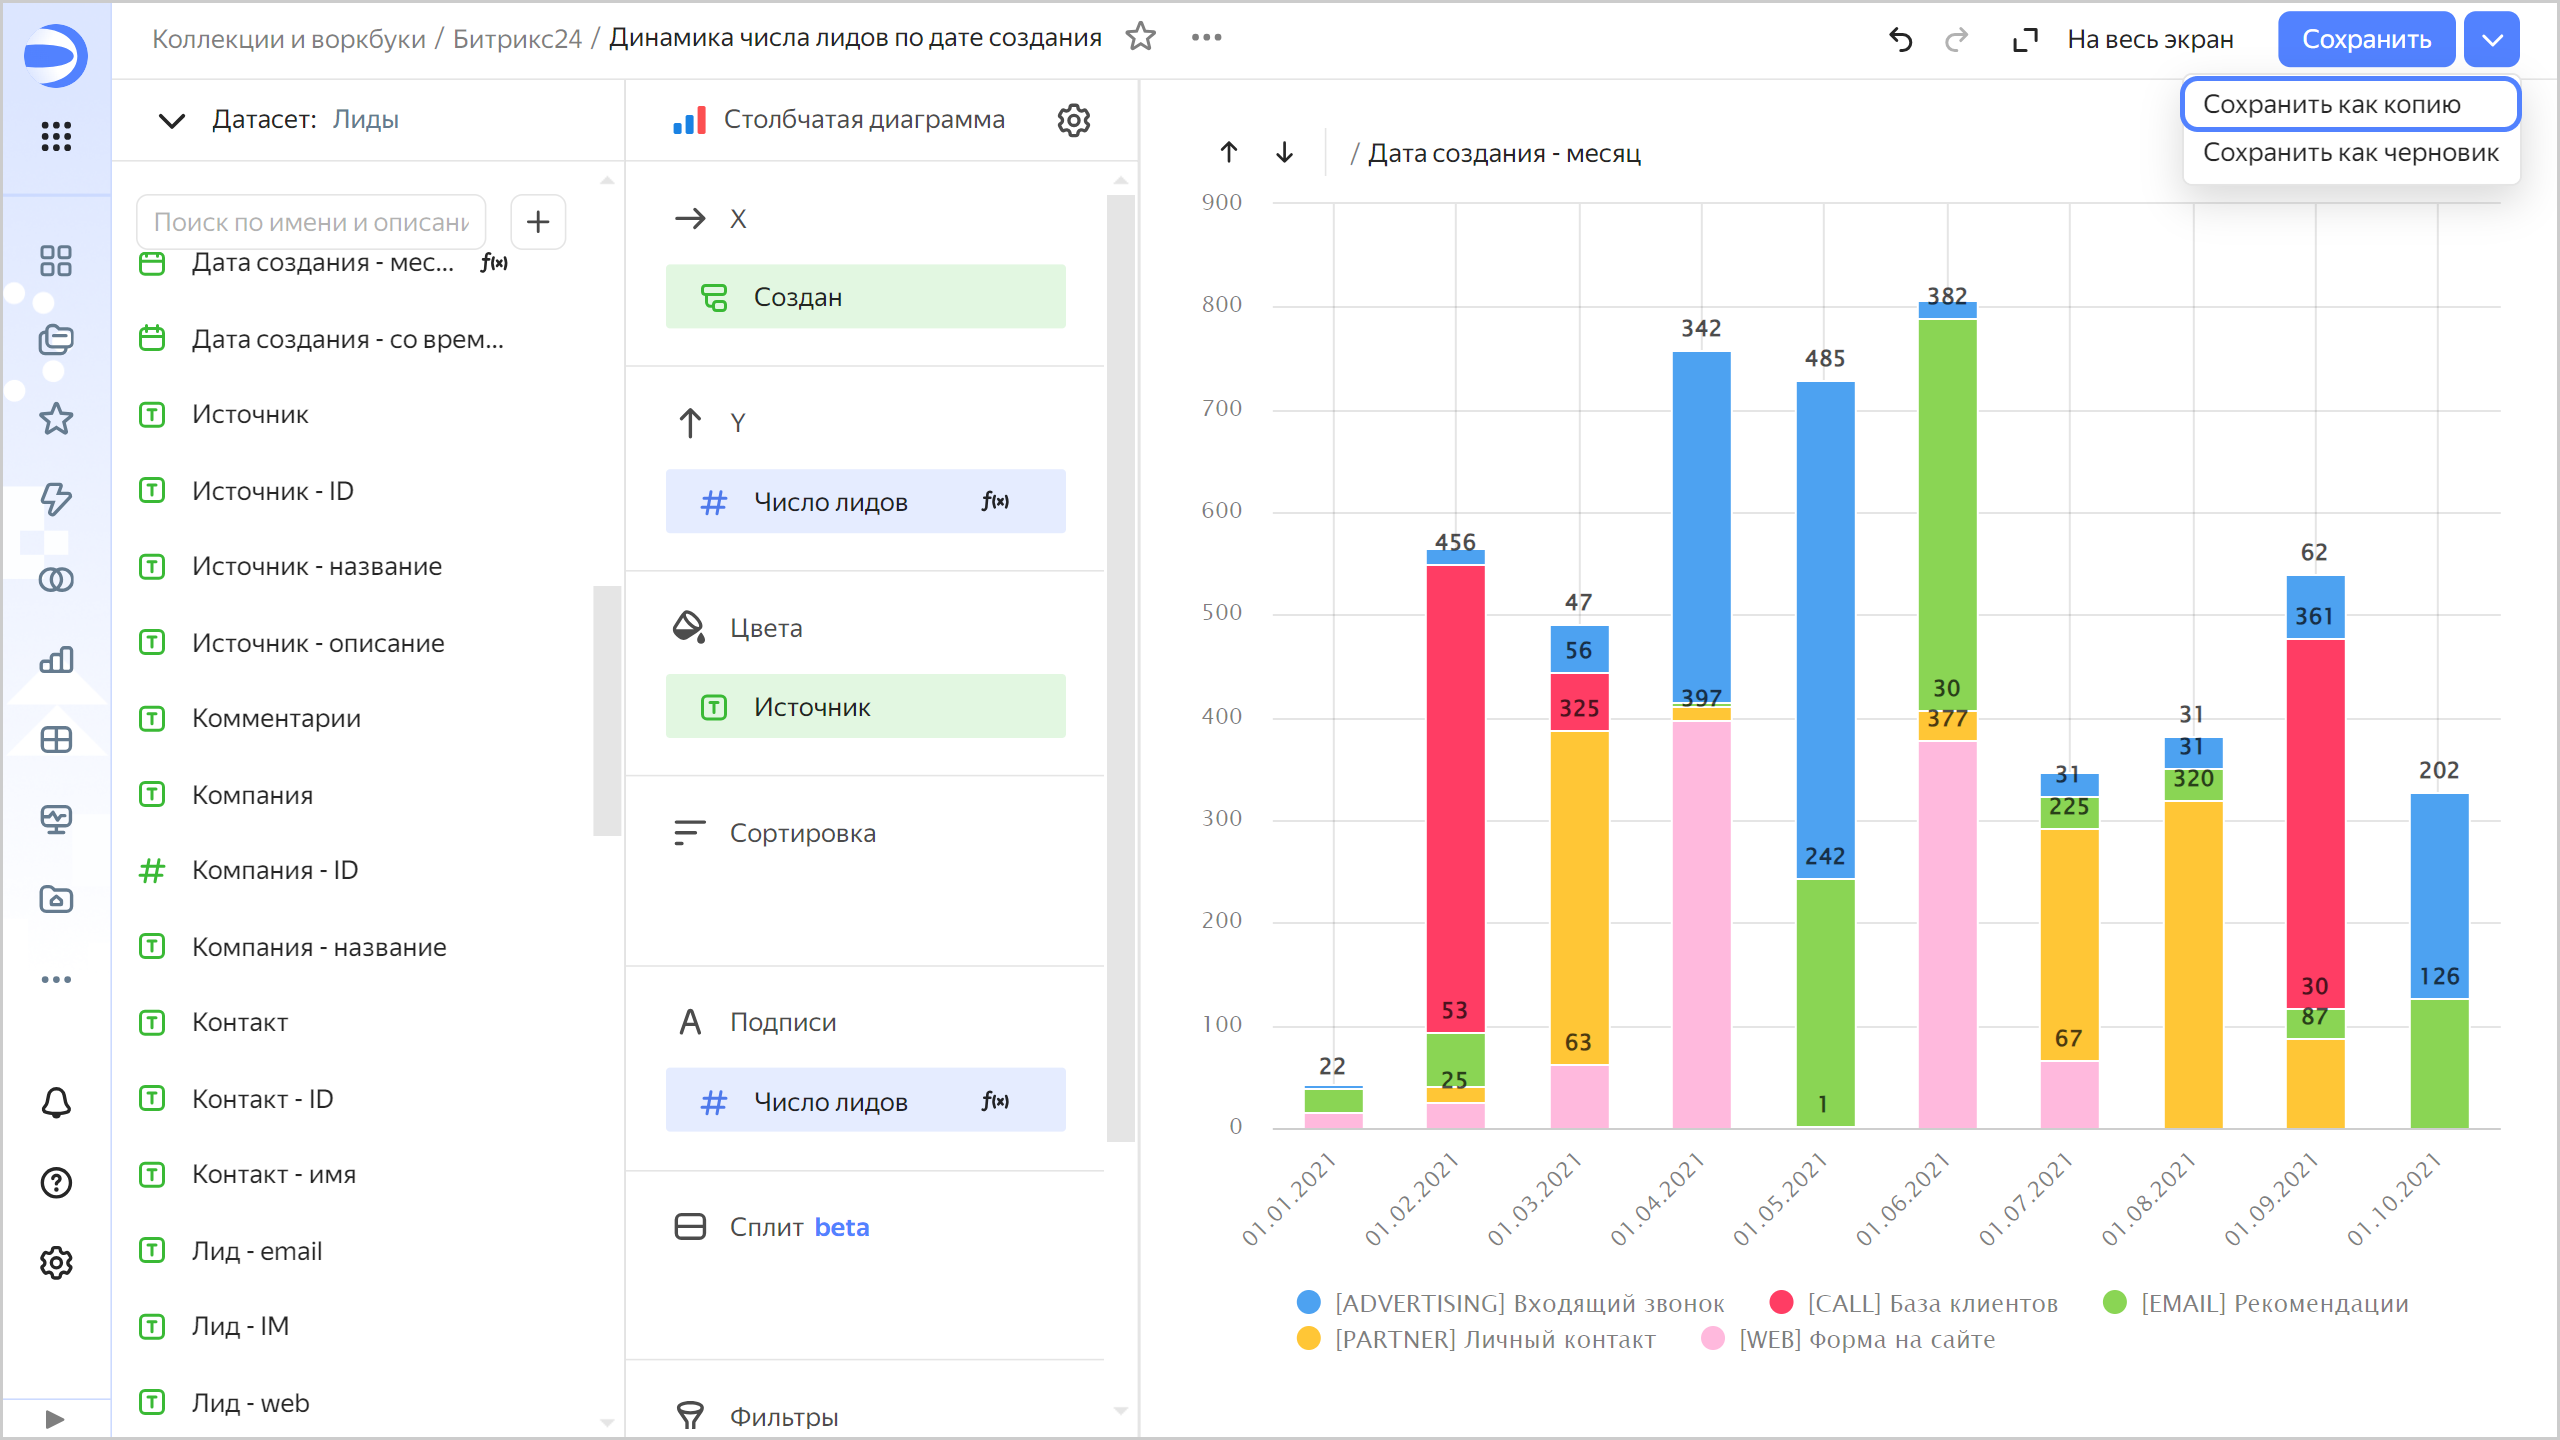 Коллекции и воркбуки / Битрикс24 / Динамика числа лидов по дате создания
На весь экран
Сохранить
Сохранить как копию
Сохранить как черновик
Датасет: Лиды
Поиск по имени и описани
Дата создания - мес... f(x)
Дата создания - со врем...
Источник
Источник - ID
Источник - название
Источник - описание
Комментарии
Компания
Компания - ID
Компания - название
Контакт
Контакт - ID
Контакт - имя
Лид - email
Лид - IM
Лид - web
Столбчатая диаграмма
X
Создан
Y
Число лидов f(x)
Цвета
Источник
Сортировка
Подписи
Число лидов f(x)
Сплит beta
Фильтры
/ Дата создания - месяц
900
800
700
600
500
400
300
200
100
0
22
456
53
25
47
56
325
63
342
397
485
242
1
382
30
377
31
225
67
31
31
320
62
361
30
87
202
126
01.01.2021
01.02.2021
01.03.2021
01.04.2021
01.05.2021
01.06.2021
01.07.2021
01.08.2021
01.09.2021
01.10.2021
[ADVERTISING] Входящий звонок
[CALL] База клиентов
[EMAIL] Рекомендации
[PARTNER] Личный контакт
[WEB] Форма на сайте